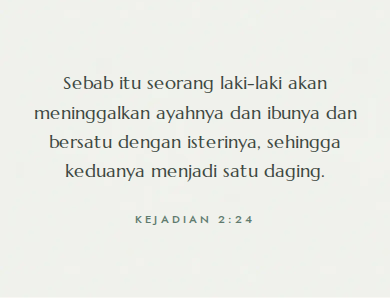 Sebab itu seorang laki-laki akan
meninggalkan ayahnya dan ibunya dan
bersatu dengan isterinya, sehingga
keduanya menjadi satu daging.
KEJADIAN 2:24